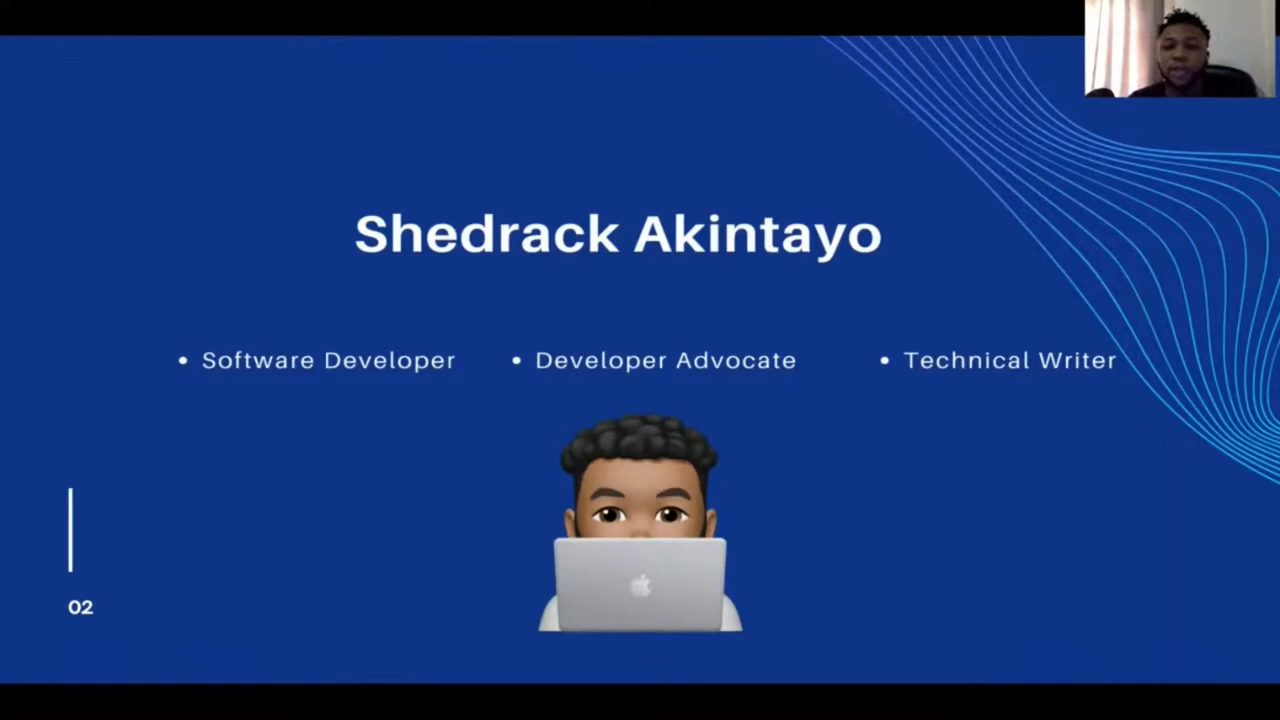 Shedrack Akintayo
• Software Developer • Developer Advocate • Technical Writer
02